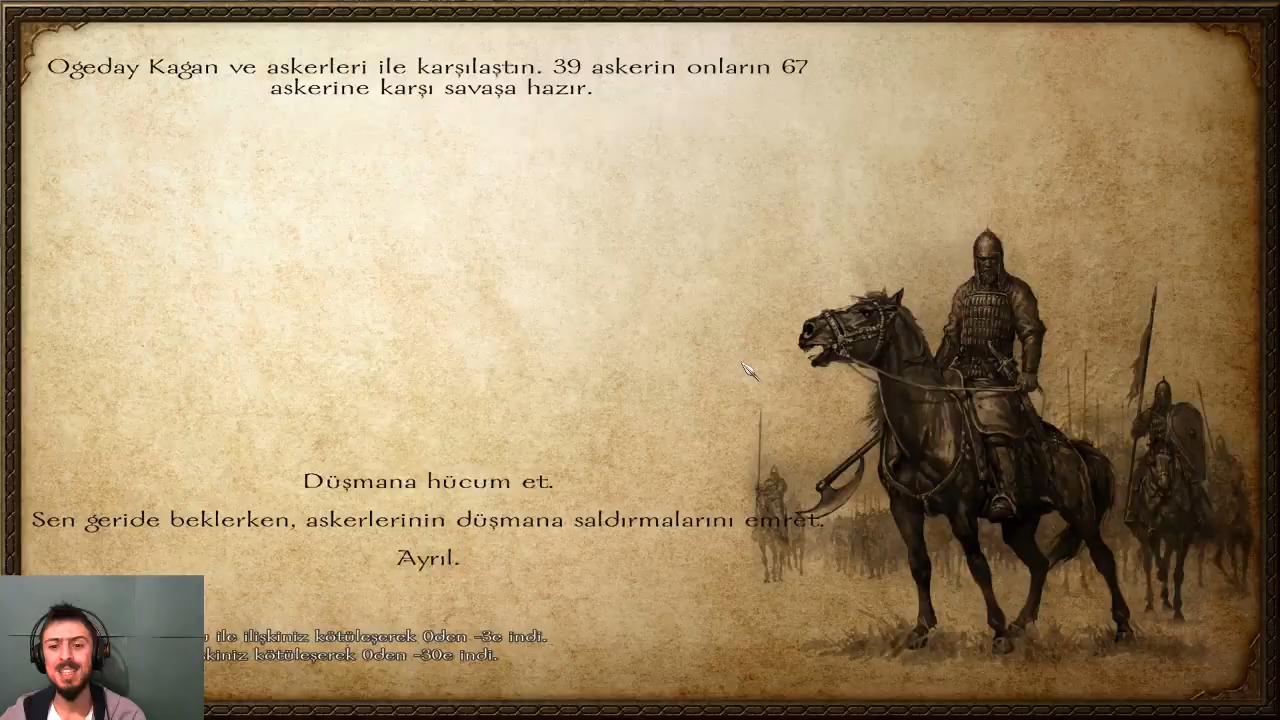 Ogeday Kagan ve askerleri ile karşılaştın. 39 askerin onların 67
askerine karşı savaşa hazır.
Düşmana hücum et.
Sen geride beklerken, askerlerinin düşmana saldırmalarını emret.
Ayrıl.
ile ilişkiniz kötüleşerek 0den -3e indi.
kötüleşerek 0den -30e indi.